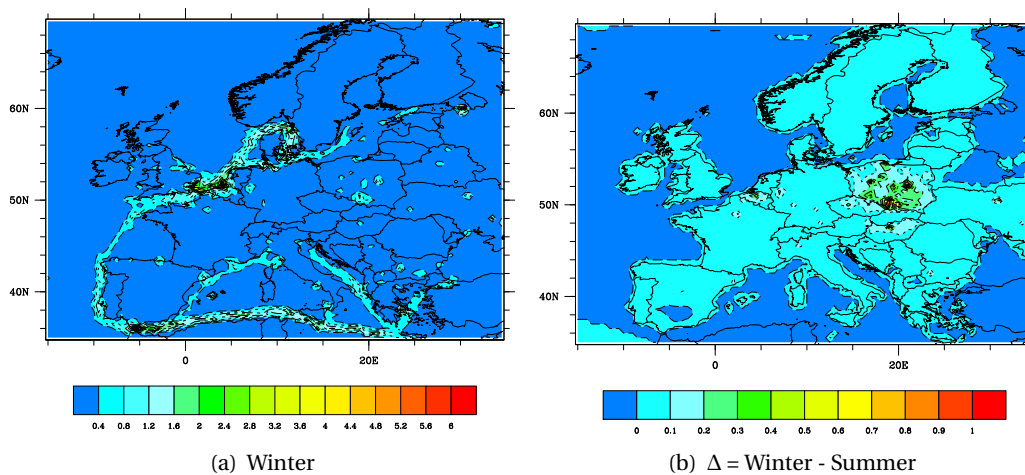 60N
50N
40N
0
20E
0.4 0.8 1.2 1.6 2 2.4 2.8 3.2 3.6 4 4.4 4.8 5.2 5.6 6
(a) Winter
60N
50N
40N
0
20E
0 0.1 0.2 0.3 0.4 0.5 0.6 0.7 0.8 0.9 1
(b) Δ = Winter - Summer